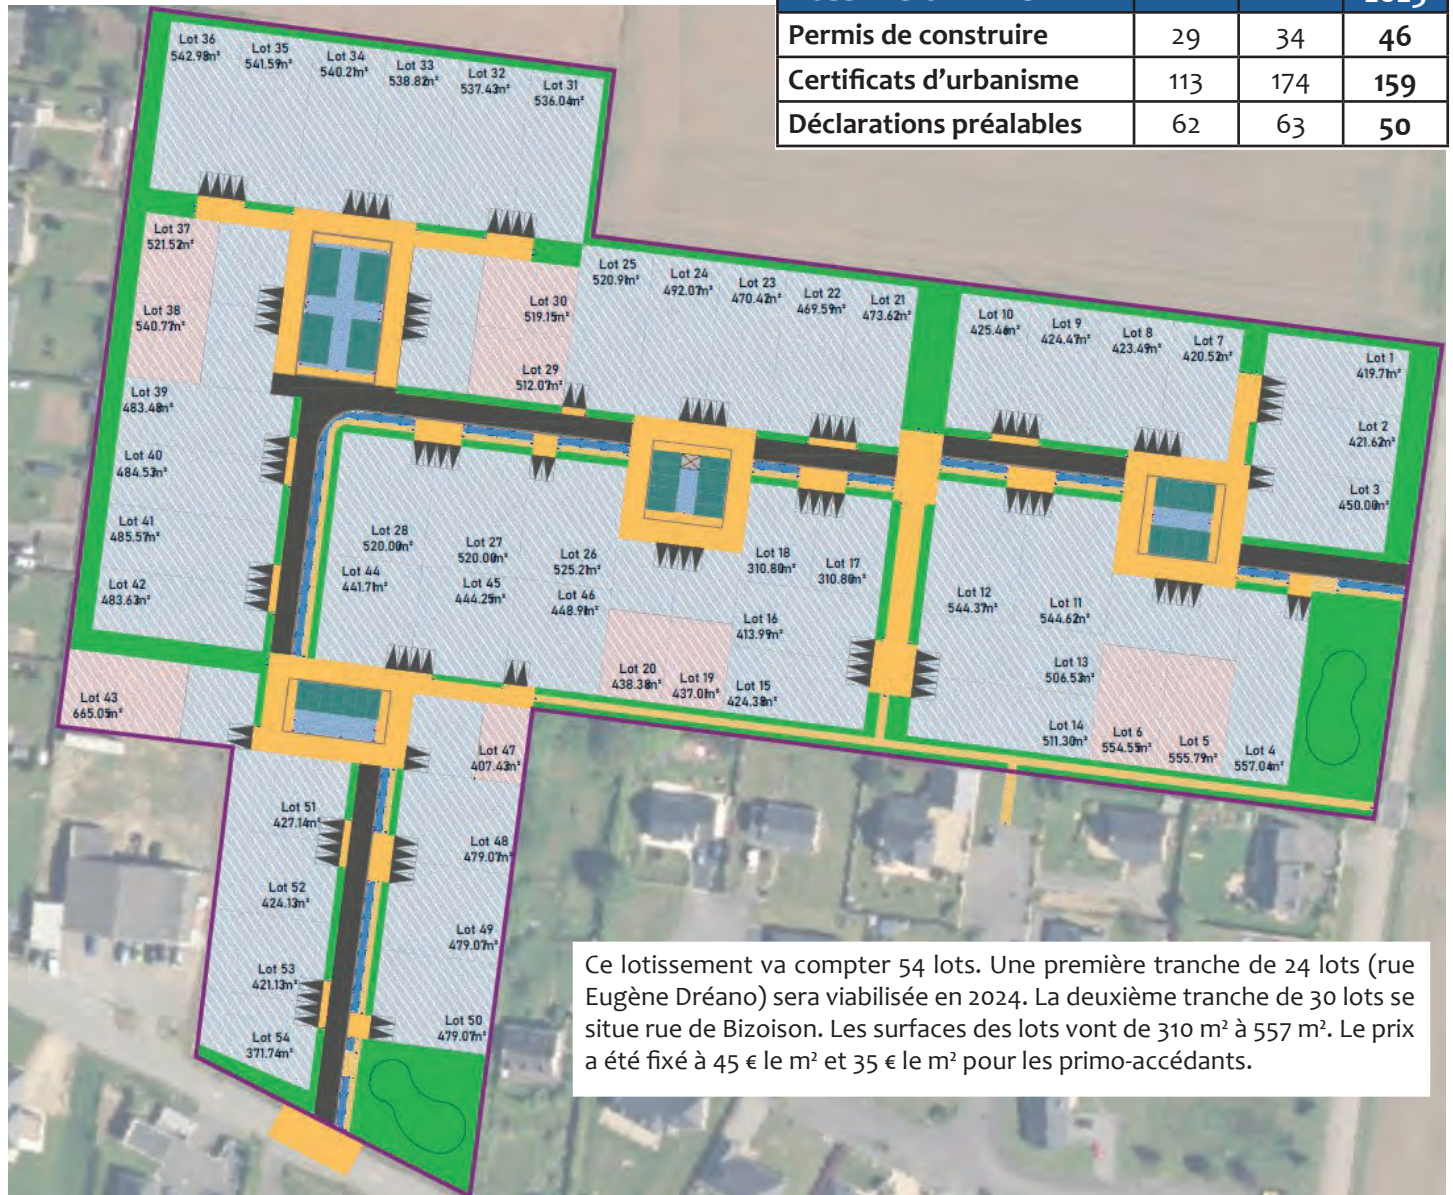 2023
Permis de construire 29 34 46
Certificats d’urbanisme 113 174 159
Déclarations préalables 62 63 50
Lot 36
542.98m²
Lot 35
541.59m²
Lot 34
540.21m²
Lot 33
538.82m²
Lot 32
537.43m²
Lot 31
536.04m²
Lot 37
521.52m²
Lot 38
540.77m²
Lot 30
519.15m²
Lot 29
512.07m²
Lot 25
520.91m²
Lot 24
492.07m²
Lot 23
470.42m²
Lot 22
469.59m²
Lot 21
473.62m²
Lot 10
425.46m²
Lot 9
424.47m²
Lot 8
423.49m²
Lot 7
420.52m²
Lot 1
419.71m²
Lot 2
421.62m²
Lot 3
450.00m²
Lot 39
483.48m²
Lot 40
484.53m²
Lot 41
485.57m²
Lot 42
483.63m²
Lot 28
520.00m²
Lot 27
520.00m²
Lot 26
525.21m²
Lot 44
441.71m²
Lot 45
444.25m²
Lot 46
448.91m²
Lot 18
310.80m²
Lot 17
310.80m²
Lot 16
413.99m²
Lot 20
438.38m²
Lot 19
437.01m²
Lot 15
424.38m²
Lot 12
544.37m²
Lot 11
544.62m²
Lot 13
506.53m²
Lot 14
511.30m²
Lot 6
554.55m²
Lot 5
555.79m²
Lot 4
557.04m²
Lot 43
665.05m²
Lot 47
407.43m²
Lot 51
427.14m²
Lot 48
479.07m²
Lot 52
424.13m²
Lot 49
479.07m²
Lot 53
421.13m²
Lot 50
479.07m²
Lot 54
371.74m²
Ce lotissement va compter 54 lots. Une première tranche de 24 lots (rue
Eugène Dréano) sera viabilisée en 2024. La deuxième tranche de 30 lots se
situe rue de Bizoison. Les surfaces des lots vont de 310 m² à 557 m². Le prix
a été fixé à 45 € le m² et 35 € le m² pour les primo-accédants.